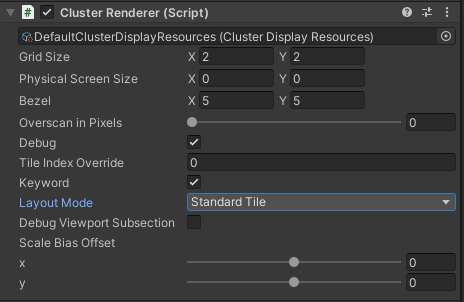 Cluster Renderer (Script)
DefaultClusterDisplayResources (Cluster Display Resources)
Grid Size X 2 Y 2
Physical Screen Size X 0 Y 0
Bezel X 5 Y 5
Overscan in Pixels 0
Debug
Tile Index Override 0
Keyword
Layout Mode Standard Tile
Debug Viewport Subsection
Scale Bias Offset
x 0
y 0